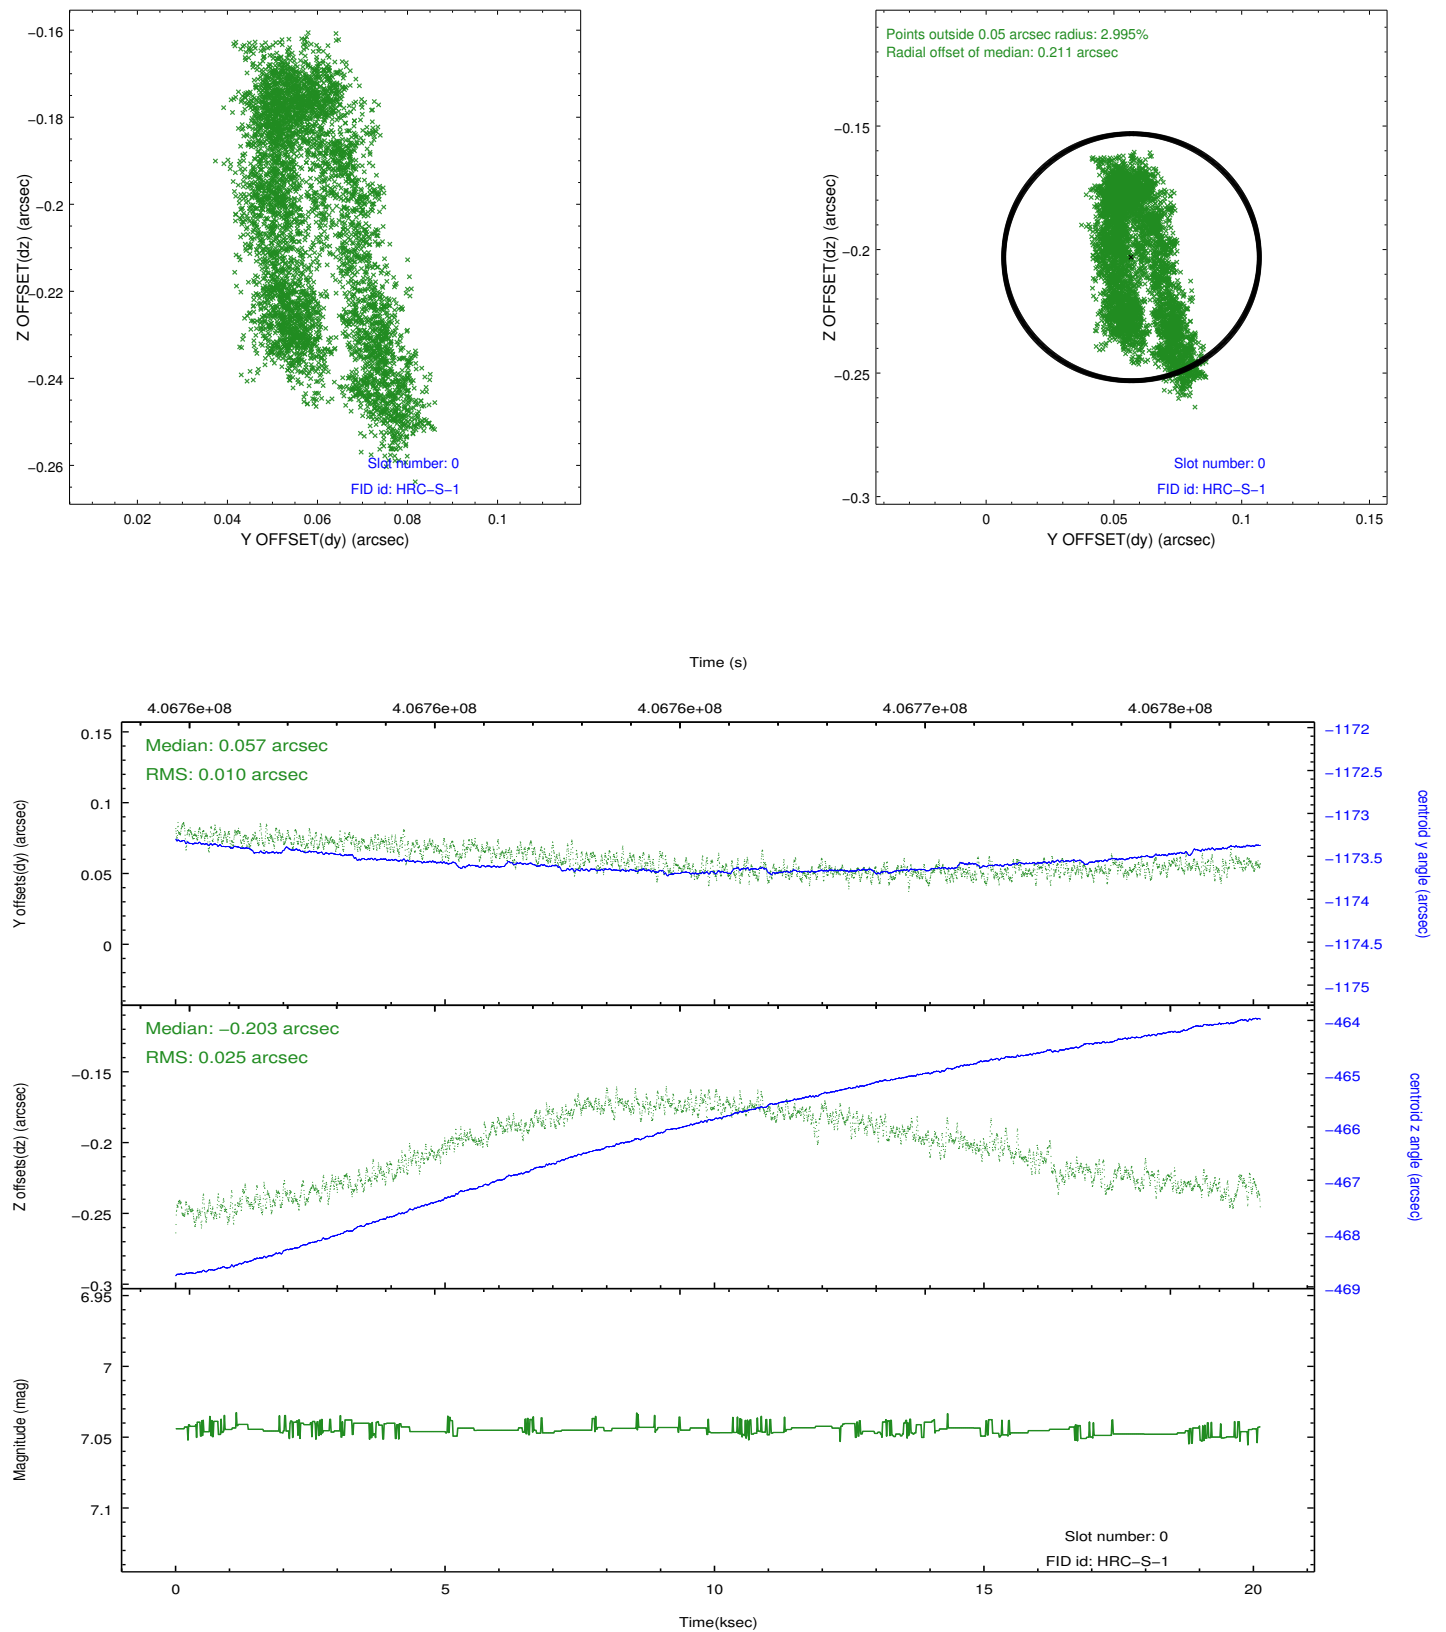 −0.16
−0.18
−0.2
−0.22
−0.24
−0.26
Z OFFSET(dz) (arcsec)
Slot number: 0
FID id: HRC−S−1
0.02 0.04 0.06 0.08 0.1
Y OFFSET(dy) (arcsec)
Points outside 0.05 arcsec radius: 2.995%
Radial offset of median: 0.211 arcsec
−0.15
−0.2
−0.25
−0.3
Z OFFSET(dz) (arcsec)
Slot number: 0
FID id: HRC−S−1
0 0.05 0.1 0.15
Y OFFSET(dy) (arcsec)
Time (s)
4.0676e+08 4.0676e+08 4.0676e+08 4.0677e+08 4.0678e+08
0.15
0.1
0.05
0
Y offsets(dy) (arcsec)
Median: 0.057 arcsec
RMS: 0.010 arcsec
−1172
−1172.5
−1173
−1173.5
−1174
−1174.5
−1175
centroid y angle (arcsec)
−0.15
−0.2
−0.25
−0.3
Z offsets(dz) (arcsec)
Median: −0.203 arcsec
RMS: 0.025 arcsec
−464
−465
−466
−467
−468
−469
centroid z angle (arcsec)
6.95
7
7.05
7.1
Magnitude (mag)
Slot number: 0
FID id: HRC−S−1
0 5 10 15 20
Time(ksec)